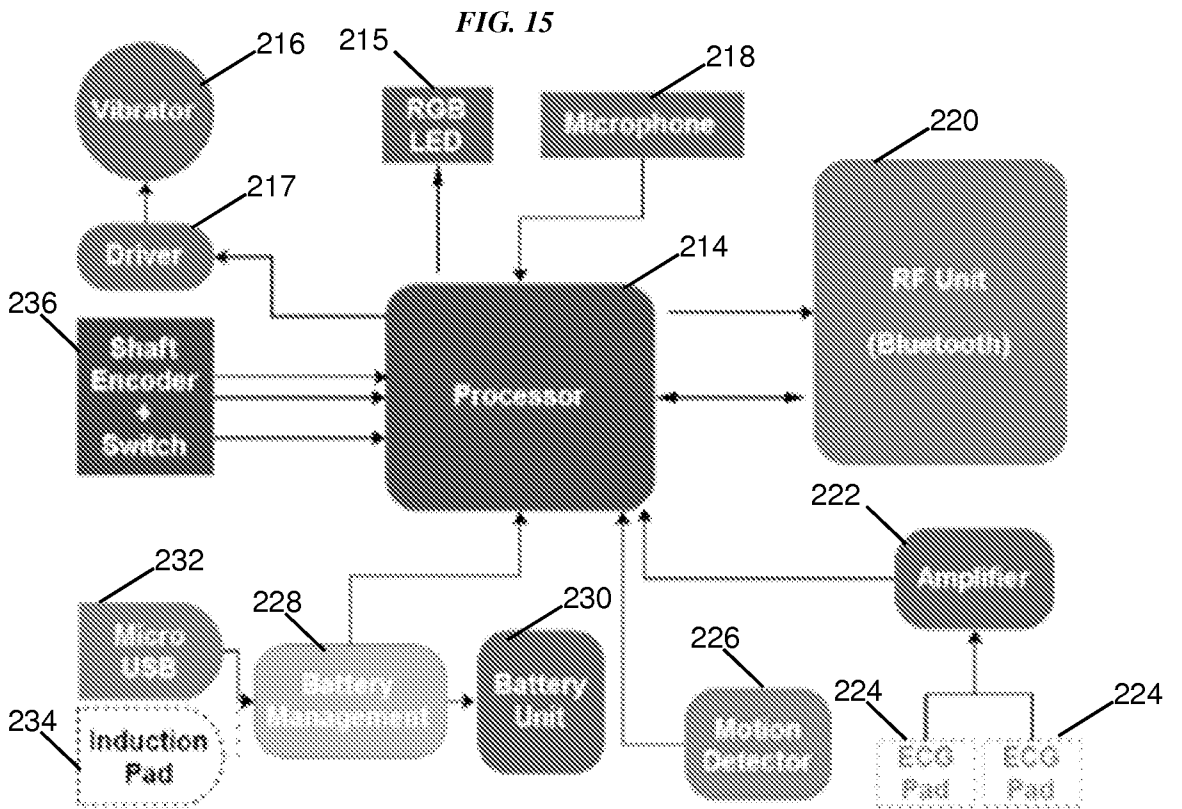 FIG. 15
216
215
218
220
Vibrator
RGB
LED
Microphone
217
214
Driver
RF Unit
(Bluetooth)
236
Shaft
Encoder
+
Switch
Processor
222
Amplifier
232
228
230
226
224
224
Micro
USB
Battery
Management
Battery
Unit
Motion
Detector
ECG
Pad
ECG
Pad
234
Induction
Pad